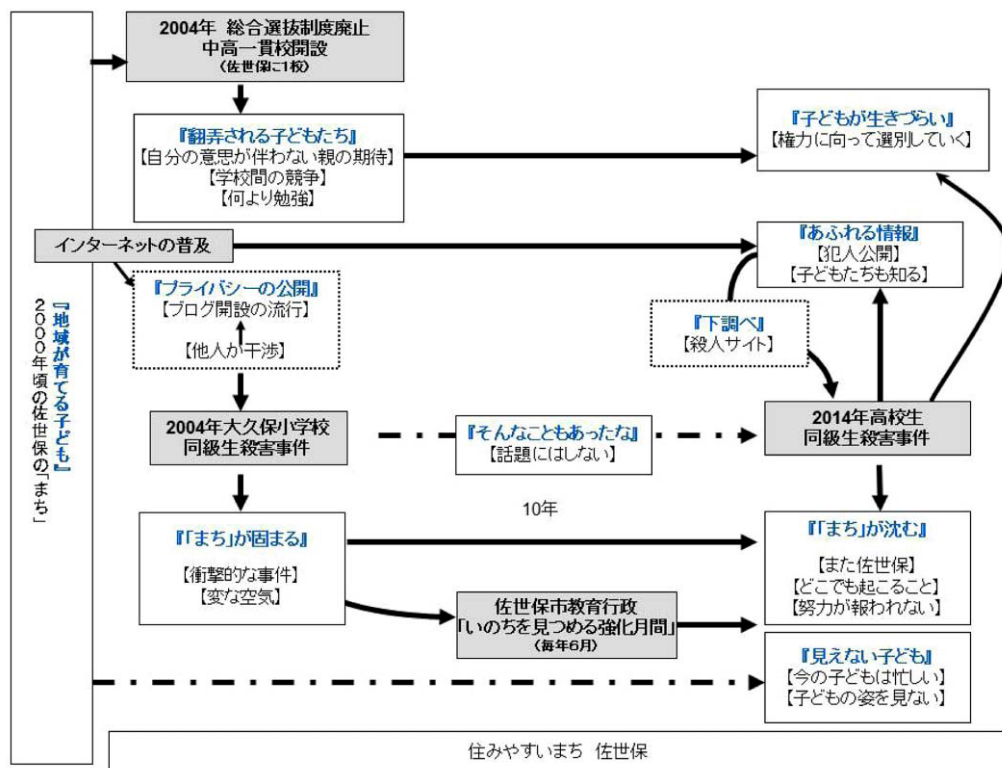 『地域が育てる子ども』
2000年頃の佐世保の「まち」
2004年 総合選抜制度廃止
中高一貫校開設
(佐世保に1校)
『翻弄される子どもたち』
【自分の意思が伴わない親の期待】
【学校間の競争】
【何より勉強】
『子どもが生きづらい』
【権力に向って選別していく】
インターネットの普及
『あふれる情報』
【犯人公開】
【子どもたちも知る】
『プライバシーの公開』
【ブログ開設の流行】
【他人が干渉】
『下調べ』
【殺人サイト】
2004年大久保小学校
同級生殺害事件
『そんなこともあったな』
【話題にはしない】
2014年高校生
同級生殺害事件
10年
『「まち」が固まる』
【衝撃的な事件】
【変な空気】
『「まち」が沈む』
【また佐世保】
【どこでも起こること】
【努力が報われない】
佐世保市教育行政
「いのちを見つめる強化月間」
(毎年6月)
『見えない子ども』
【今の子どもは忙しい】
【子どもの姿を見ない】
住みやすいまち 佐世保